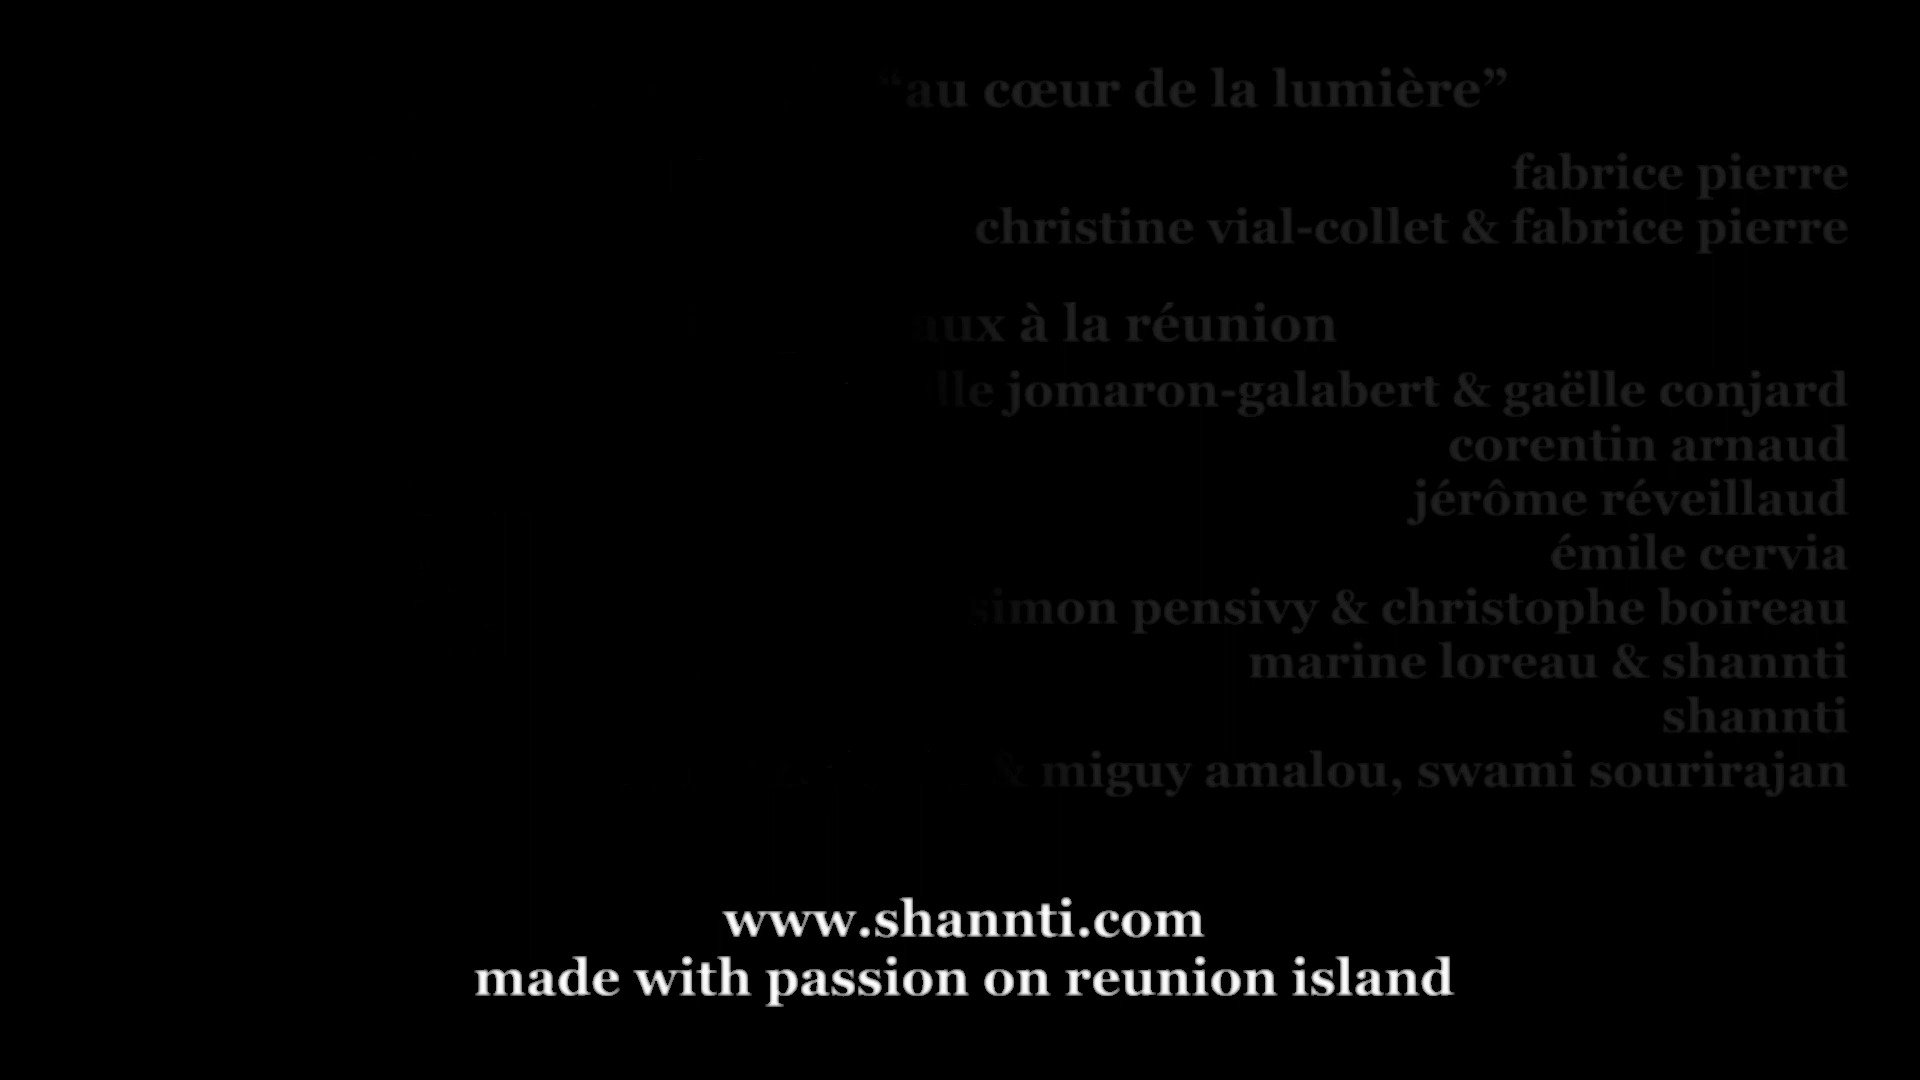 “au cœur de la lumière”
fabrice pierre
christine vial-collet & fabrice pierre
à la réunion
jomaron-galabert & gaëlle conjard
corentin arnaud
jérôme réveillaud
émile cervia
simon pensivy & christophe boireau
marine loreau & shannti
shannti
& miguy amalou, swami sourirajan
www.shannti.com
made with passion on reunion island